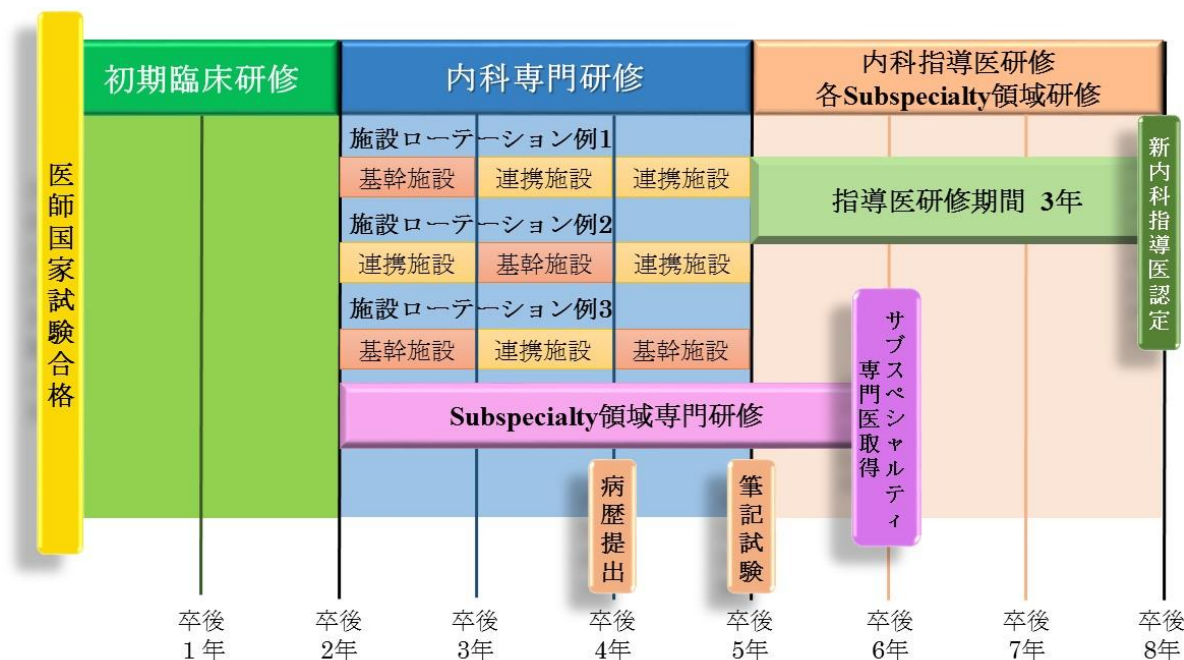 医師国家試験合格
初期臨床研修
内科専門研修
内科指導医研修
各Subspecialty領域研修
施設ローテーション例1
基幹施設 連携施設 連携施設
施設ローテーション例2
連携施設 基幹施設 連携施設
施設ローテーション例3
基幹施設 連携施設 基幹施設
指導医研修期間 3年
新内科指導医認定
Subspecialty領域専門研修
サブスペシャルティ
専門医取得
病歴提出
筆記試験
卒後 卒後 卒後 卒後 卒後 卒後 卒後 卒後
1年 2年 3年 4年 5年 6年 7年 8年